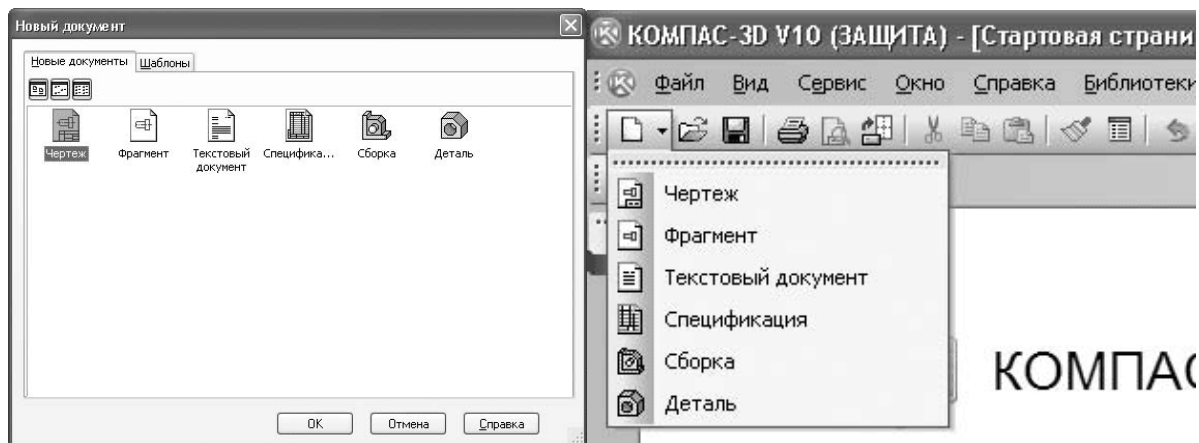 Новый документ
Новые документы Шаблоны
Чертеж Фрагмент Текстовый документ Специфика... Сборка Деталь
OK Отмена Справка
КОМПАС-3D V10 (ЗАЩИТА) - [Стартовая страни
Файл Вид Сервис Окно Справка Библиотеки
Чертеж
Фрагмент
Текстовый документ
Спецификация
Сборка
Деталь
КОМПАС